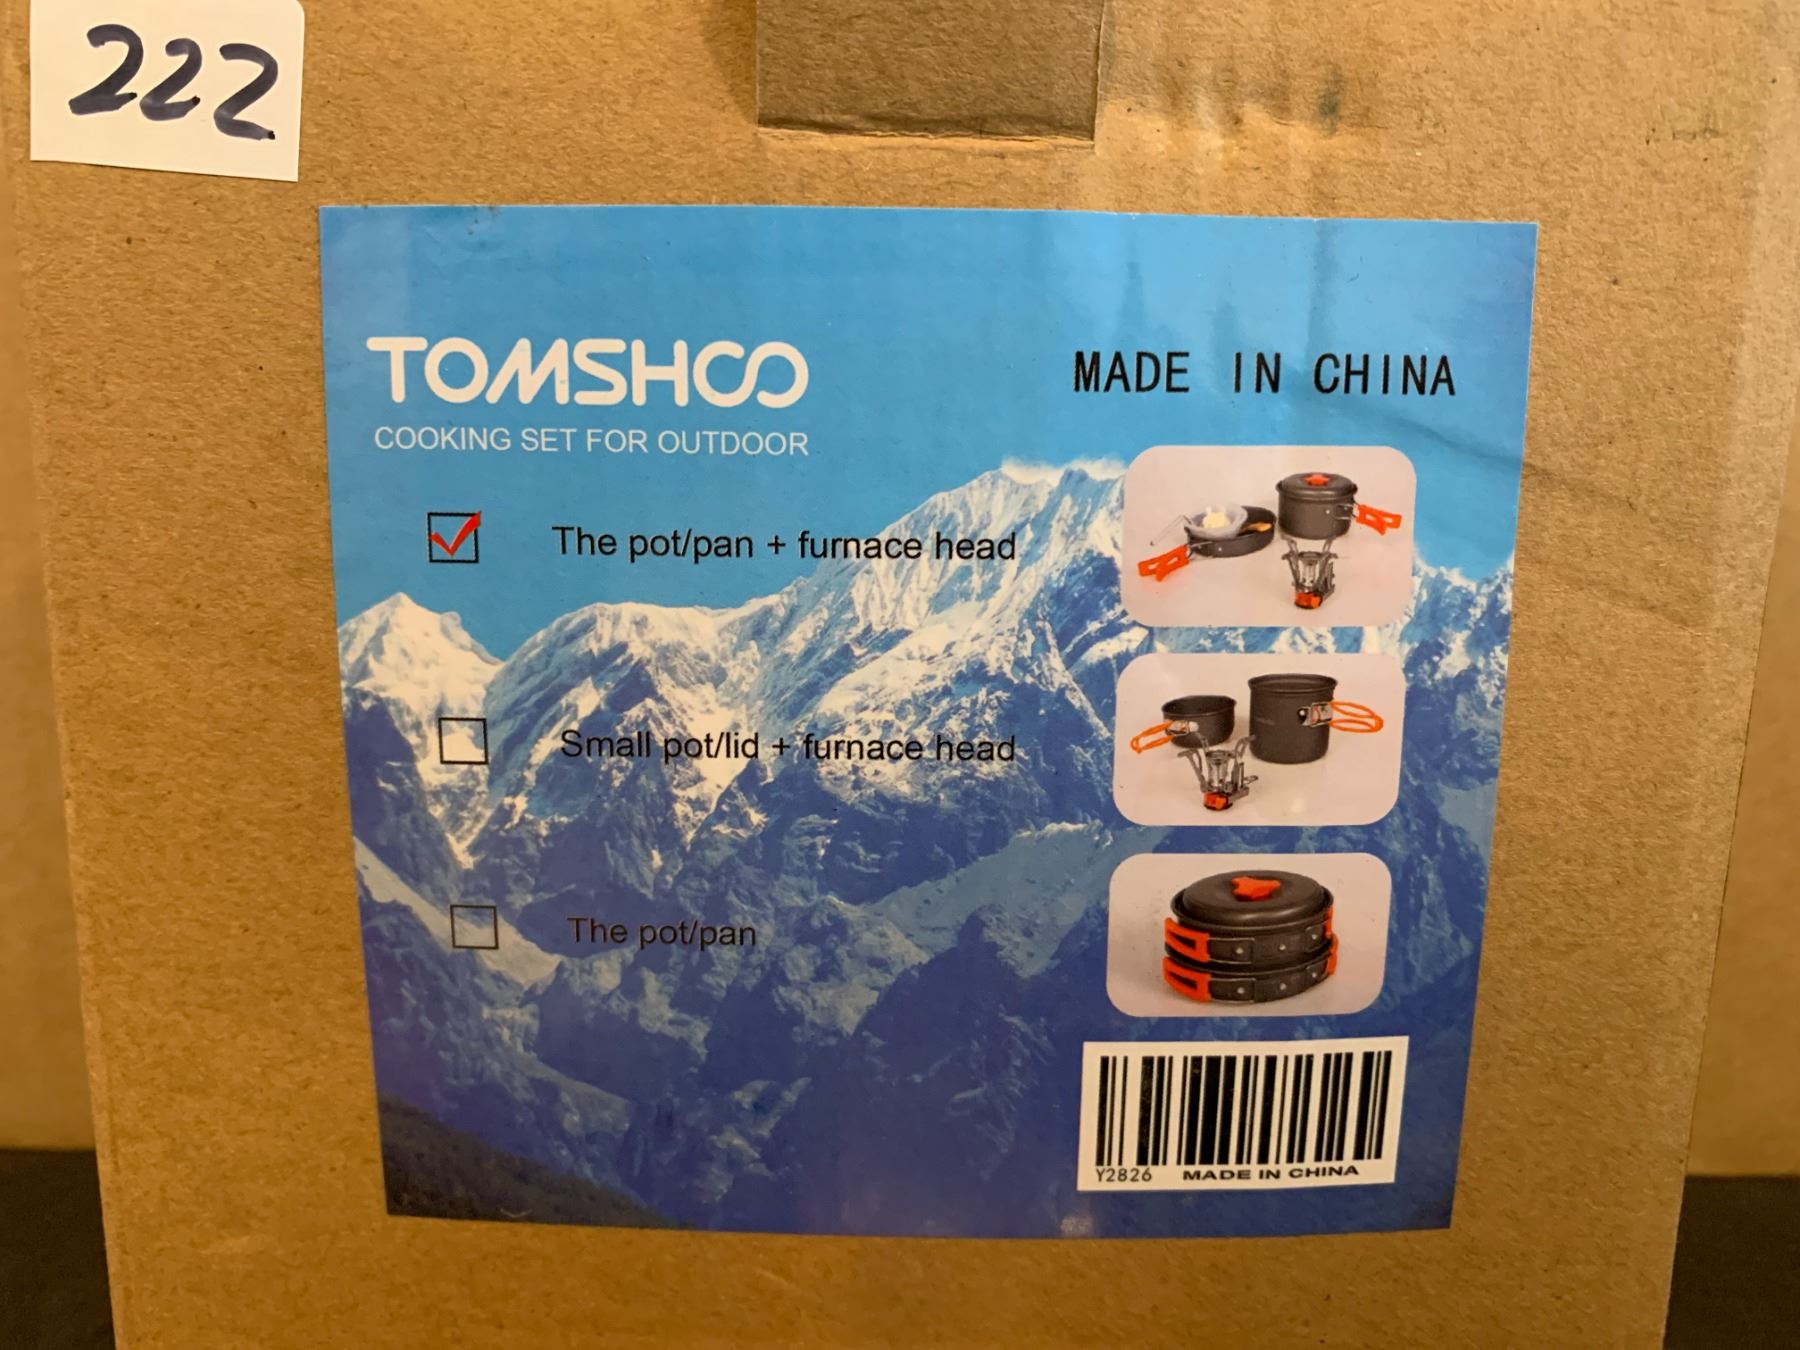 222
TOMSHOO
COOKING SET FOR OUTDOOR
MADE IN CHINA
The pot/pan + furnace head
Small pot/lid + furnace head
The pot/pan
Y2826 MADE IN CHINA